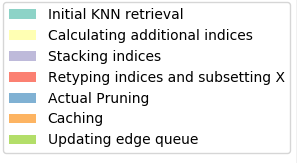 Initial KNN retrieval
Calculating additional indices
Stacking indices
Retyping indices and subsetting X
Actual Pruning
Caching
Updating edge queue